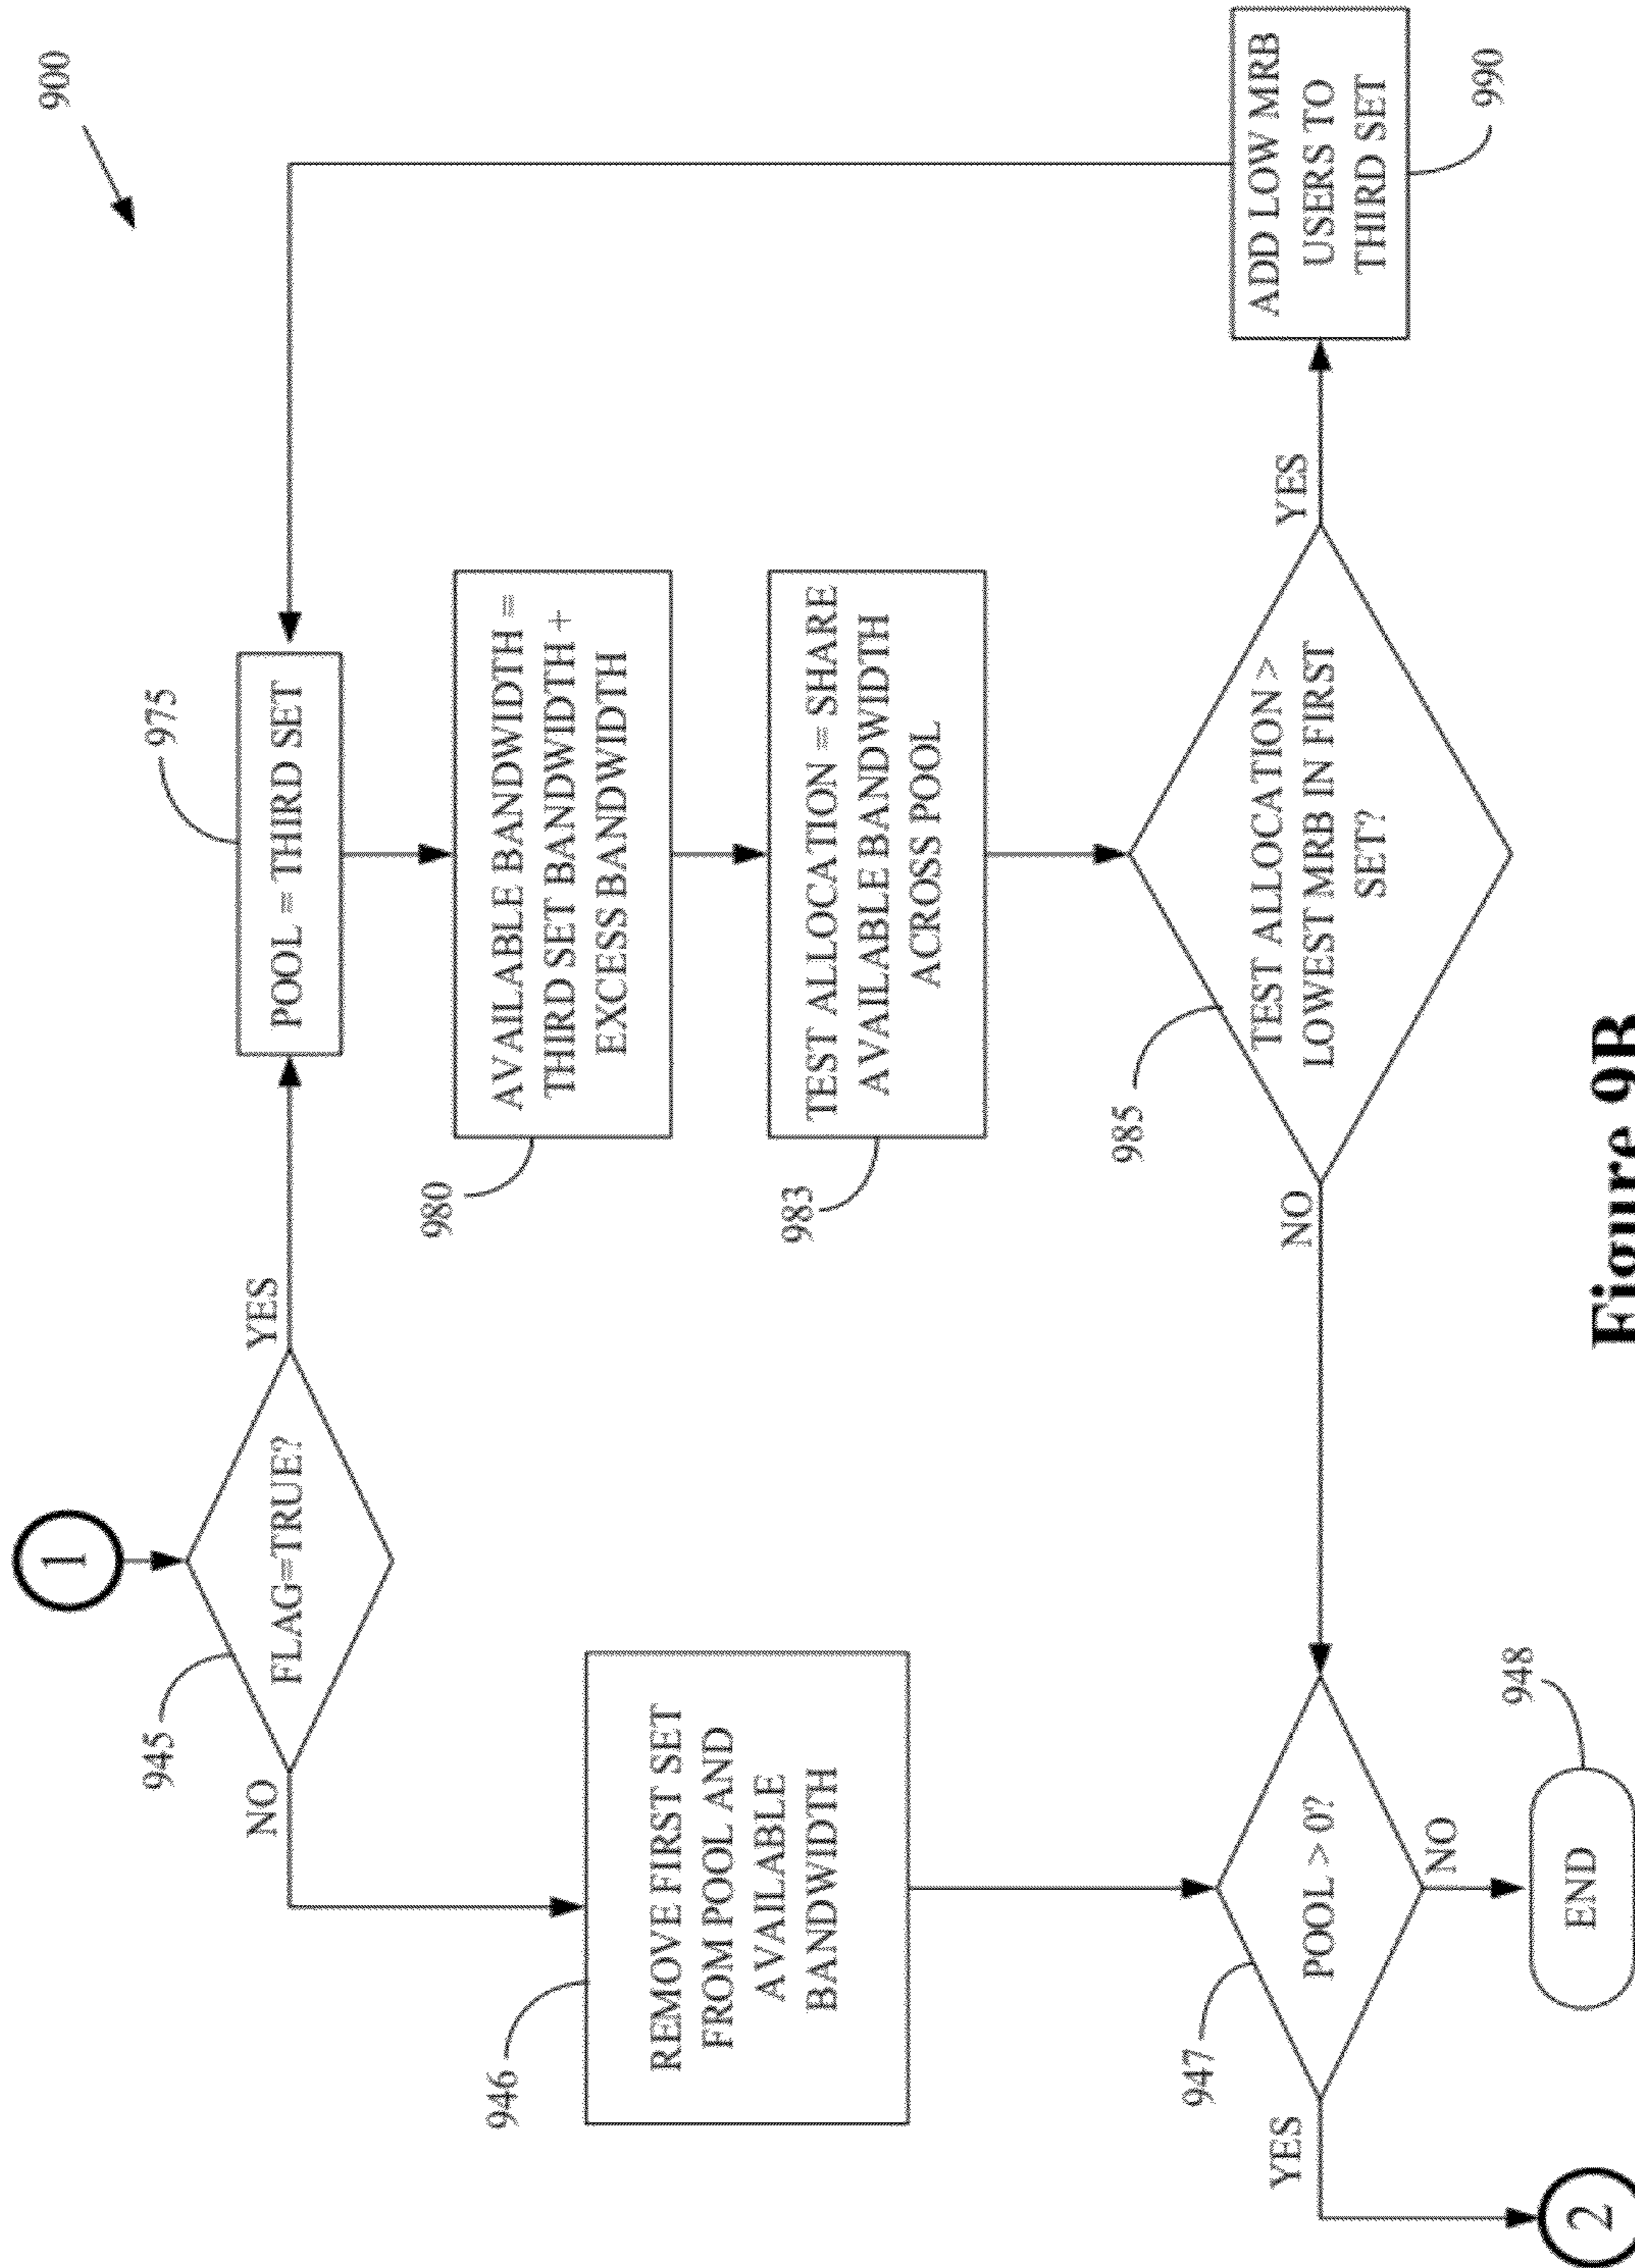 900
1
945
FLAG=TRUE?
NO
YES
975
POOL = THIRD SET
946
REMOVE FIRST SET
FROM POOL AND
AVAILABLE
BANDWIDTH
980
AVAILABLE BANDWIDTH =
THIRD SET BANDWIDTH +
EXCESS BANDWIDTH
983
TEST ALLOCATION = SHARE
AVAILABLE BANDWIDTH
ACROSS POOL
985
TEST ALLOCATION >
LOWEST MRB IN FIRST
SET?
NO
YES
ADD LOW MRB
USERS TO
THIRD SET
990
947
POOL > 0?
YES
NO
948
END
2
Figure 9B